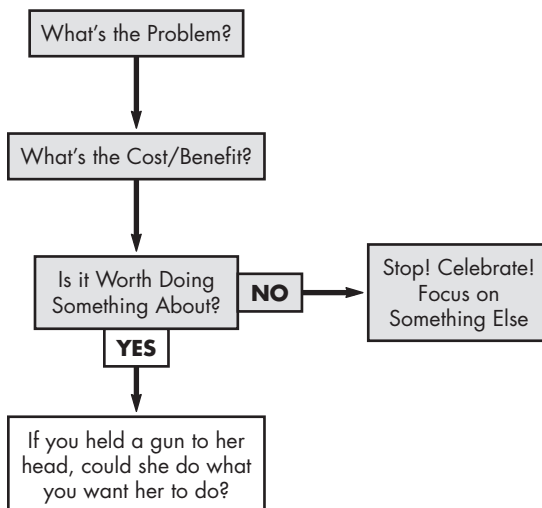 What's the Problem?
What's the Cost/Benefit?
Is it Worth Doing
Something About?
NO
Stop! Celebrate!
Focus on
Something Else
YES
If you held a gun to her
head, could she do what
you want her to do?